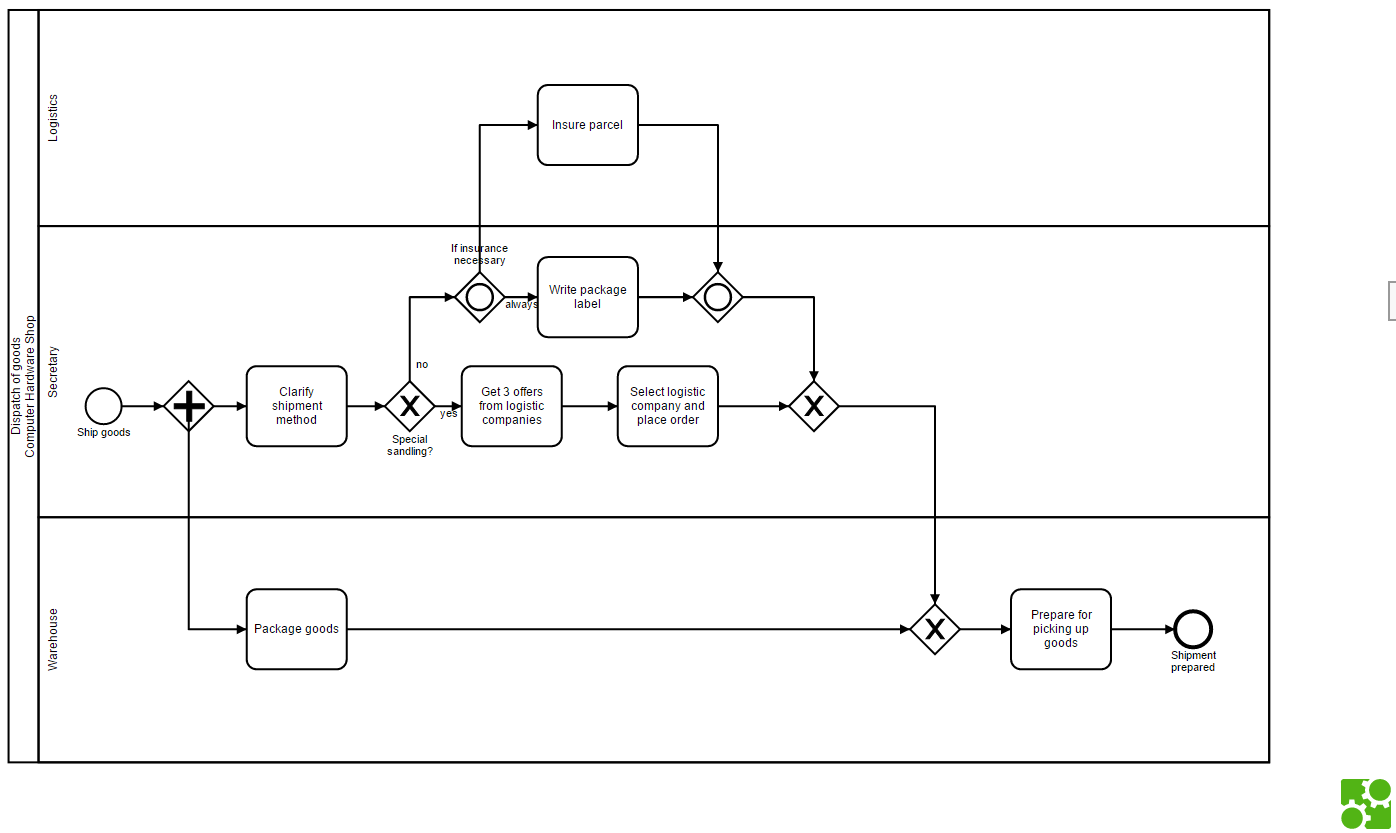 Dispatch of goods
Computer Hardware Shop
Logistics
Insure parcel
Secretary
If insurance
necessary
always
Write package
label
no
Ship goods
Clarify
shipment
method
Special
sandling?
yes
Get 3 offers
from logistic
companies
Select logistic
company and
place order
Warehouse
Package goods
Prepare for
picking up
goods
Shipment
prepared